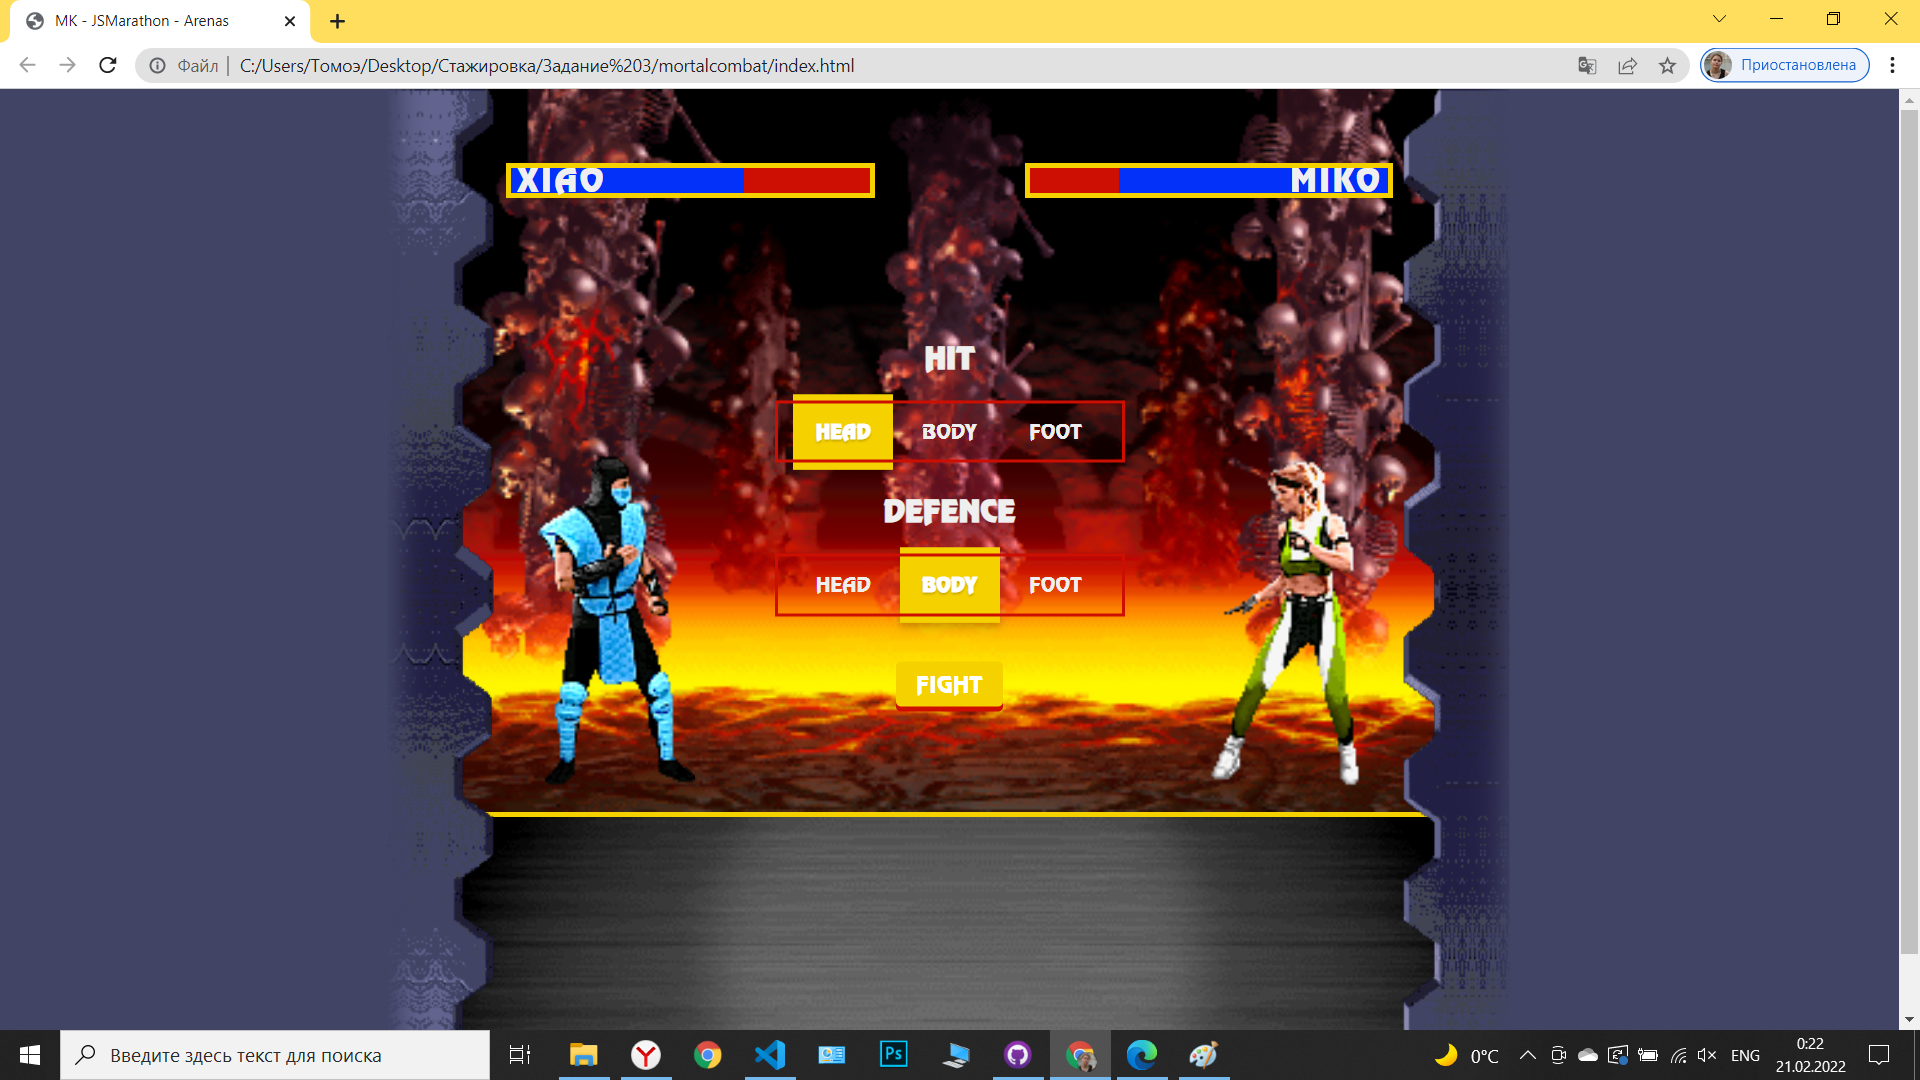 MK - JSMarathon - Arenas
Файл C:/Users/Томоэ/Desktop/Стажировка/Задание%203/mortalcombat/index.html
Приостановлена
XIAO
MIKO
HIT
HEAD BODY FOOT
DEFENCE
HEAD BODY FOOT
FIGHT
Введите здесь текст для поиска
Ps
0°C
ENG
0:22
21.02.2022